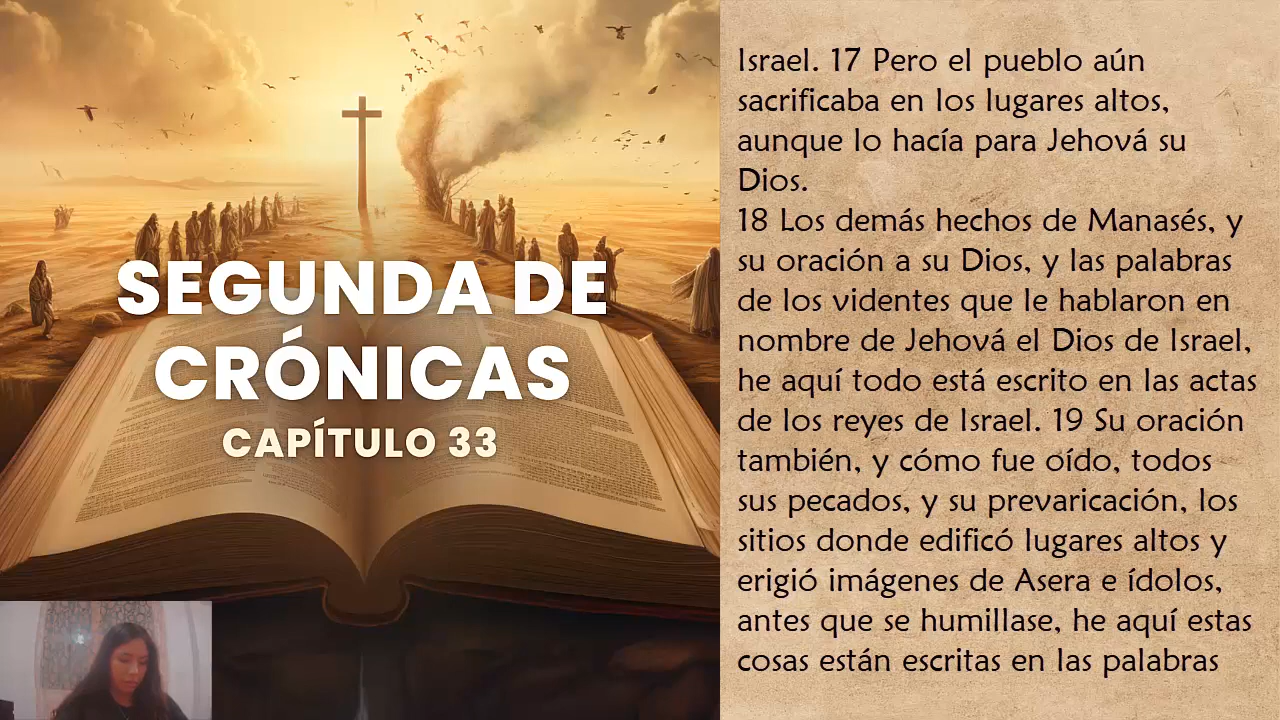 SEGUNDA DE
CRÓNICAS
CAPÍTULO 33
Israel. 17 Pero el pueblo aún
sacrificaba en los lugares altos,
aunque lo hacía para Jehová su
Dios.
18 Los demás hechos de Manasés, y
su oración a su Dios, y las palabras
de los videntes que le hablaron en
nombre de Jehová el Dios de Israel,
he aquí todo está escrito en las actas
de los reyes de Israel. 19 Su oración
también, y cómo fue oído, todos
sus pecados, y su prevaricación, los
sitios donde edificó lugares altos y
erigió imágenes de Asera e ídolos,
antes que se humillase, he aquí estas
cosas están escritas en las palabras